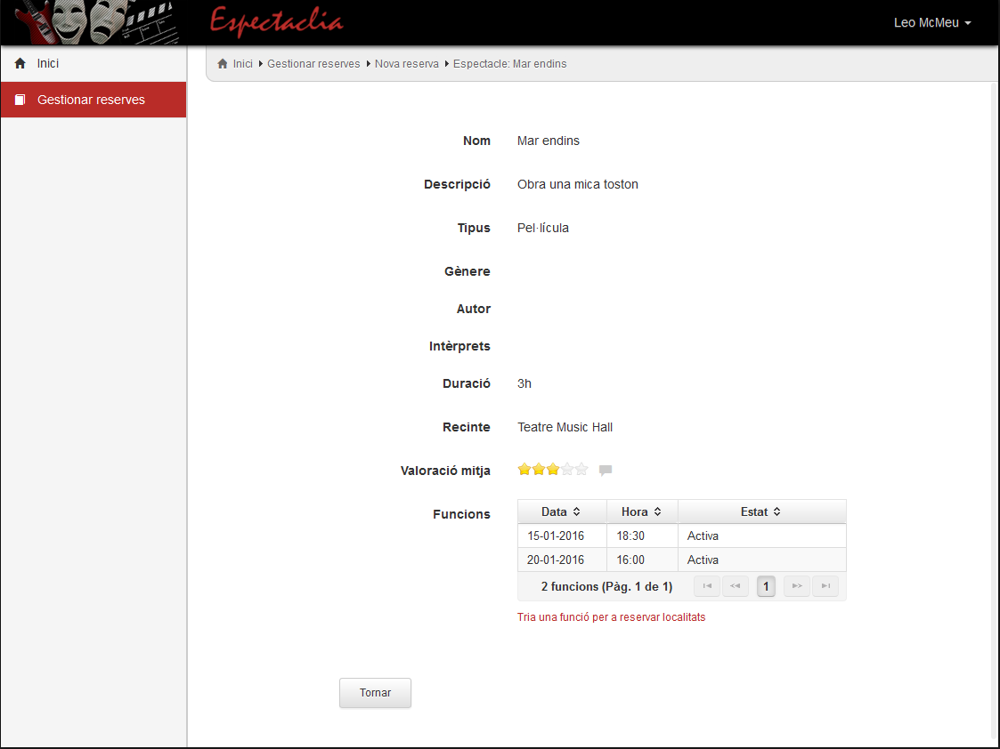 Espectaclia
Leo McMeu
Inici
Gestionar reserves
Inici Gestionar reserves Nova reserva Espectacle: Mar endins
Nom Mar endins
Descripció Obra una mica toston
Tipus Pel·lícula
Gènere
Autor
Intèrprets
Duració 3h
Recinte Teatre Music Hall
Valoració mitja
Funcions
Data Hora Estat
15-01-2016 18:30 Activa
20-01-2016 16:00 Activa
2 funcions (Pàg. 1 de 1) 1
Tria una funció per a reservar localitats
Tornar